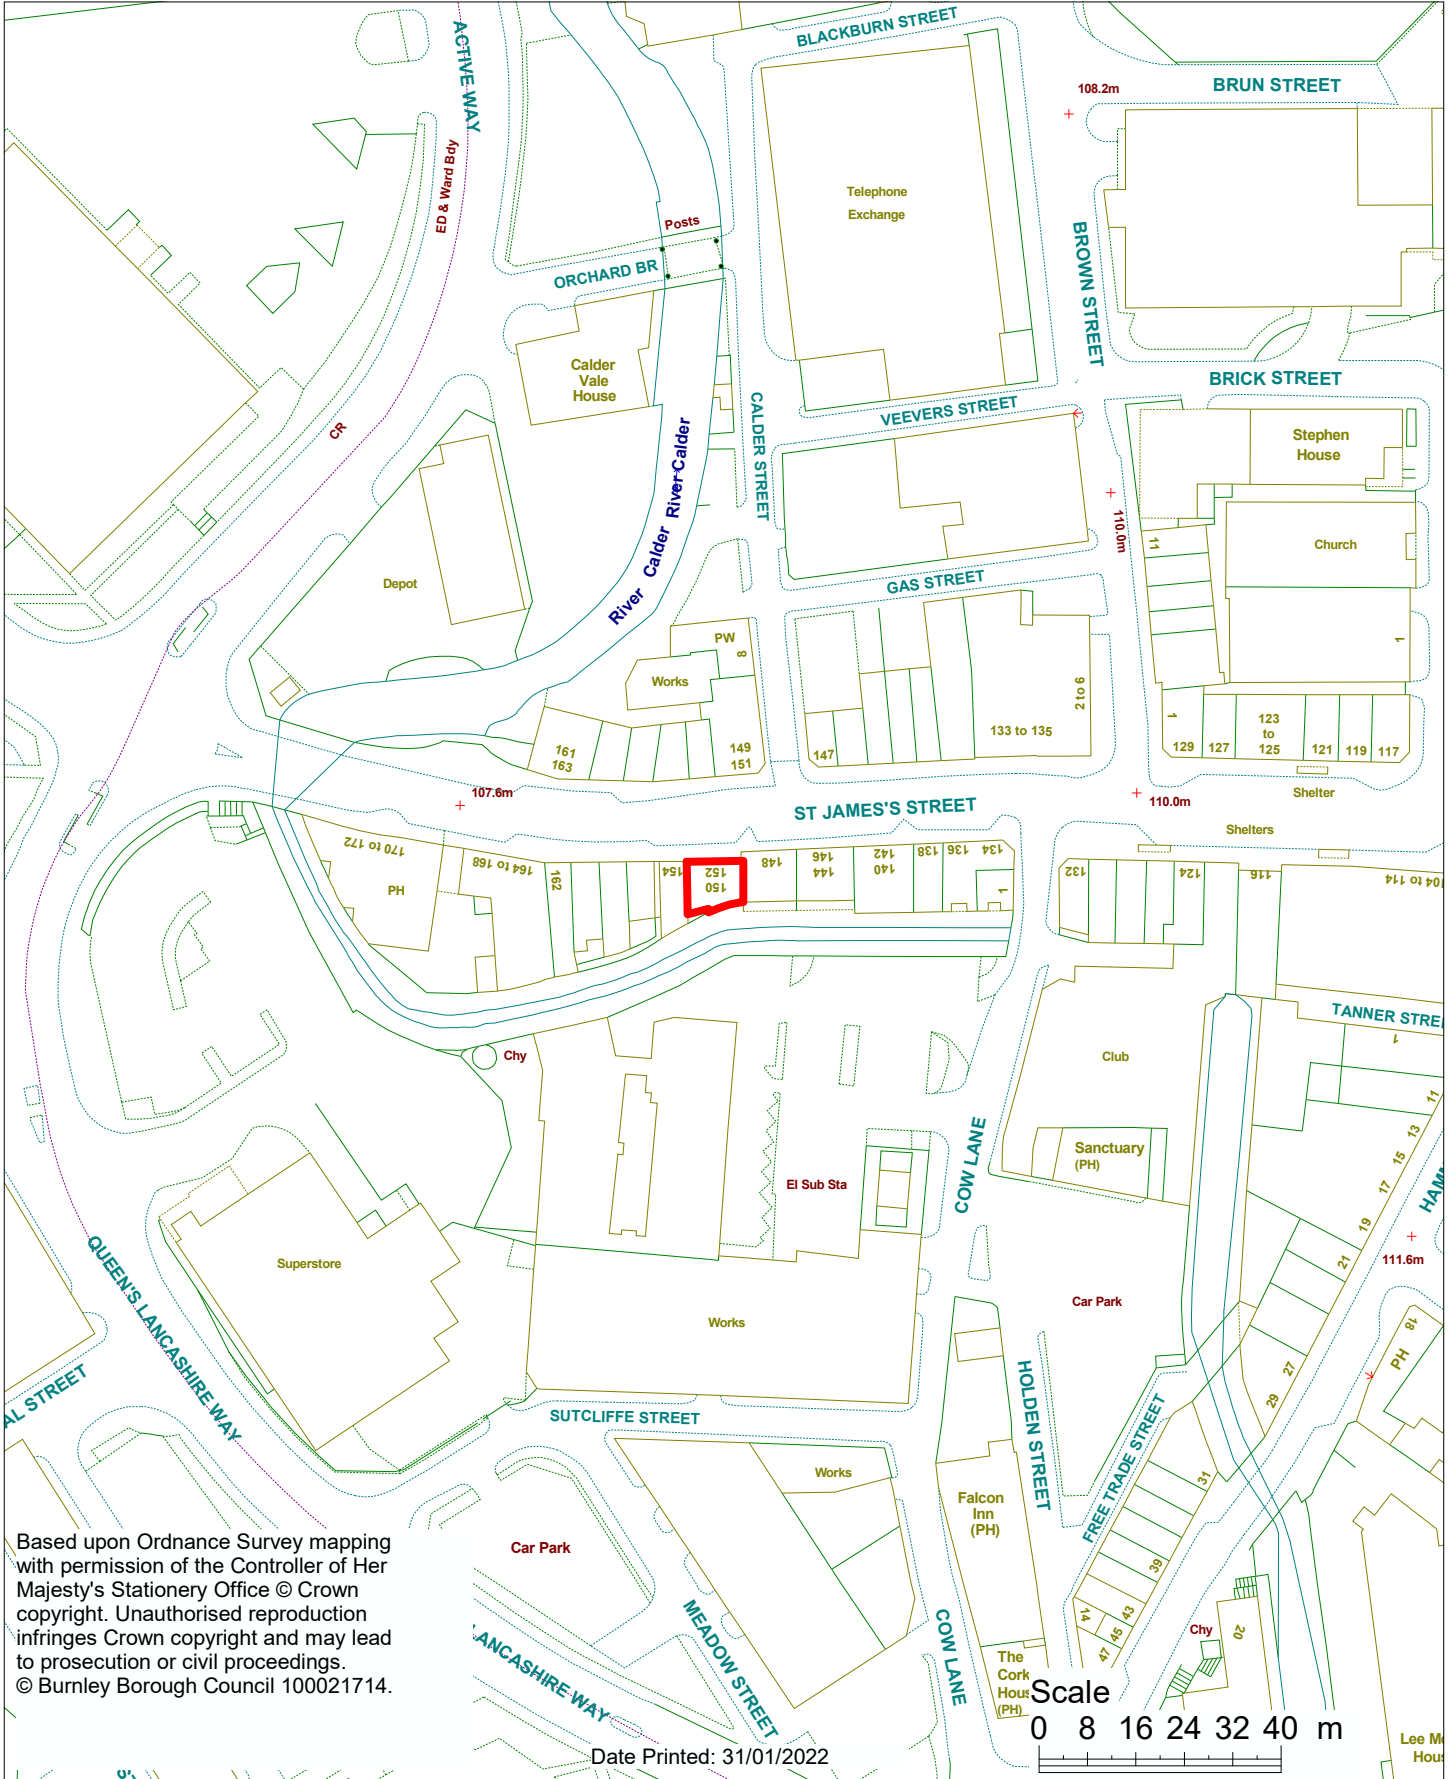 BLACKBURN STREET
ACTIVE WAY
BRUN STREET
108.2m
ED & Ward Bdy
Telephone
Exchange
Posts
ORCHARD BR
BROWN STREET
Calder
Vale
House
BRICK STREET
CALDER STREET
VEEVERS STREET
CR
Stephen
House
River Calder
River Calder
110.0m
11
Church
Depot
GAS STREET
PW
8
Works
1
2 to 6
133 to 135
147
161
163
149
151
1
129
127
123
to
125
121
119
117
107.6m
ST JAMES'S STREET
110.0m
Shelter
Shelters
170 to 172
PH
164 to 168
162
154
152
150
148
146
144
142
140
138
136
134
1
132
124
116
104 to 114
TANNER STREE
1
Chy
Club
11
13
15
17
19
21
27
29
COW LANE
Sanctuary
(PH)
El Sub Sta
HAMM
111.6m
QUEEN'S LANCASHIRE WAY
Superstore
Car Park
Works
18
PH
HOLDEN STREET
AL STREET
SUTCLIFFE STREET
FREE TRADE STREET
Works
31
Falcon
Inn
(PH)
Car Park
39
Based upon Ordnance Survey mapping
with permission of the Controller of Her
Majesty's Stationery Office © Crown
copyright. Unauthorised reproduction
infringes Crown copyright and may lead
to prosecution or civil proceedings.
© Burnley Borough Council 100021714.
MEADOW STREET
LANCASHIRE WAY
COW LANE
14
43
45
47
Chy
20
The
Cork
Hous
(PH)
Scale
0 8 16 24 32 40 m
Lee M
Hous
Date Printed: 31/01/2022